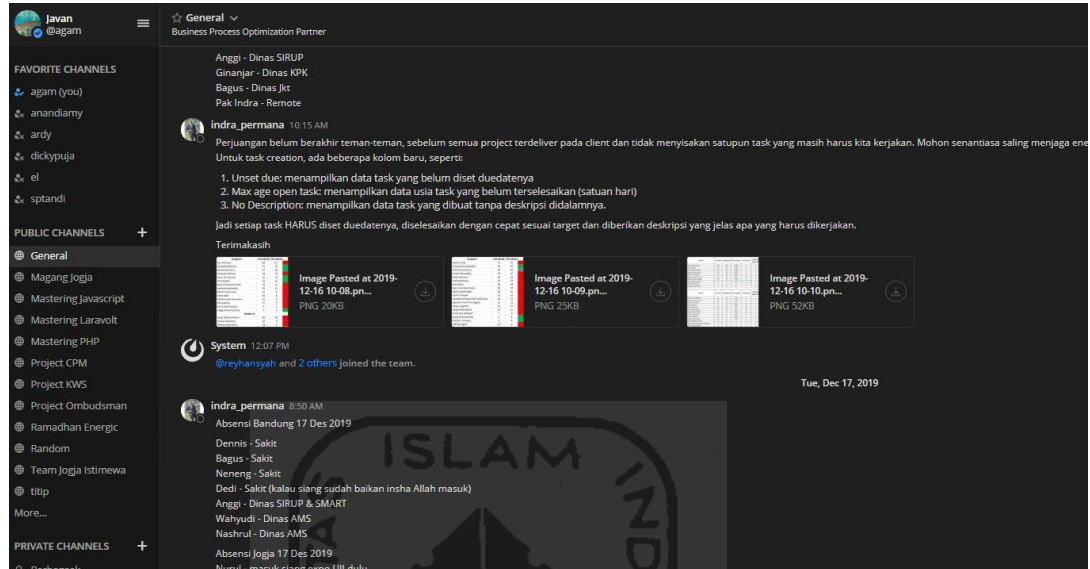 Javan
@agam
FAVORITE CHANNELS
agam (you)
anandiamy
ardy
dickypuja
el
sptandi
PUBLIC CHANNELS +
General
Magang Jogja
Mastering Javascript
Mastering Laravolt
Mastering PHP
Project CPM
Project KWS
Project Ombudsman
Ramadhan Energic
Random
Team Jogja Istimewa
titip
More...
PRIVATE CHANNELS +
General
Business Process Optimization Partner
Anggi - Dinas SIRUP
Ginanjar - Dinas KPK
Bagus - Dinas Jkt
Pak Indra - Remote
indra_permana 10:15 AM
Perjuangan belum berakhir teman-teman, sebelum semua project terdeliver pada client dan tidak menyisakan satupun task yang masih harus kita kerjakan. Mohon senantiasa saling menjaga ene
Untuk task creation, ada beberapa kolom baru, seperti:
1. Unset due: menampilkan data task yang belum diset duedatenya
2. Max age open task: menampilkan data usia task yang belum terselesaikan (satuan hari)
3. No Description: menampilkan data task yang dibuat tanpa deskripsi didalamnya.
Jadi setiap task HARUS diset duedatenya, diselesaikan dengan cepat sesuai target dan diberikan deskripsi yang jelas apa yang harus dikerjakan.
Terimakasih
Image Pasted at 2019-
12-16 10-08.pn...
PNG 20KB
Image Pasted at 2019-
12-16 10-09.pn...
PNG 25KB
Image Pasted at 2019-
12-16 10-10.pn...
PNG 52KB
System 12:07 PM
@reyhansyah and 2 others joined the team.
Tue, Dec 17, 2019
indra_permana 8:50 AM
Absensi Bandung 17 Des 2019
Dennis - Sakit
Bagus - Sakit
Neneng - Sakit
Dedi - Sakit (kalau siang sudah baikan insha Allah masuk)
Anggi - Dinas SIRUP & SMART
Wahyudi - Dinas AMS
Nashrul - Dinas AMS
Absensi Jogja 17 Des 2019
Nurul - masuk siang expo UII dulu
ISLAM